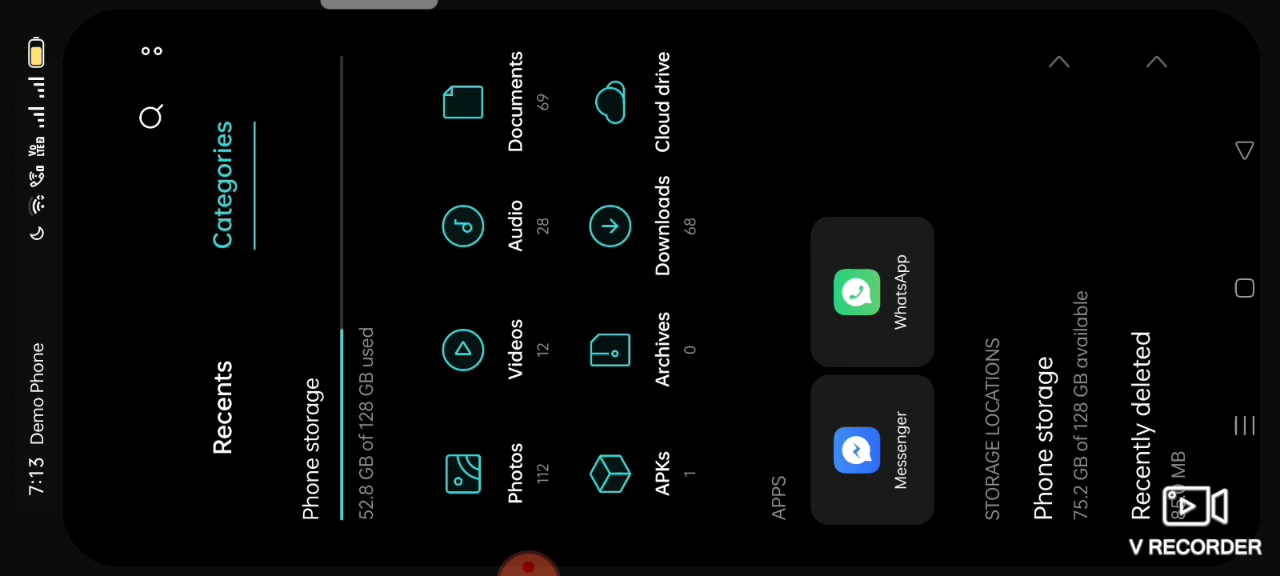 7:13 Demo Phone
Vo LTE2
Recents Categories
Phone storage
52.8 GB of 128 GB used
Photos Videos Audio Documents
112 12 28 69
APKs Archives Downloads Cloud drive
1 0 68
APPS
Messenger WhatsApp
STORAGE LOCATIONS
Phone storage
75.2 GB of 128 GB available
Recently deleted
MB
V RECORDER